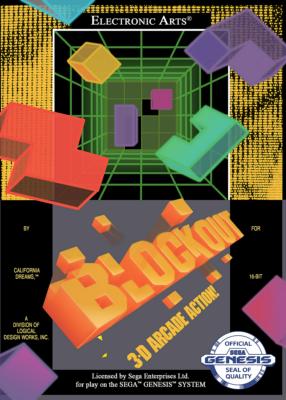 ELECTRONIC ARTS®
BY
CALIFORNIA
DREAMS,™
A
DIVISION OF
LOGICAL
DESIGN WORKS, INC.
FOR
16-BIT
BLOCKOUT
3-D ARCADE ACTION!
Licensed by Sega Enterprises Ltd.
for play on the SEGA™ GENESIS™ SYSTEM
OFFICIAL
SEGA
GENESIS
SEAL OF
QUALITY